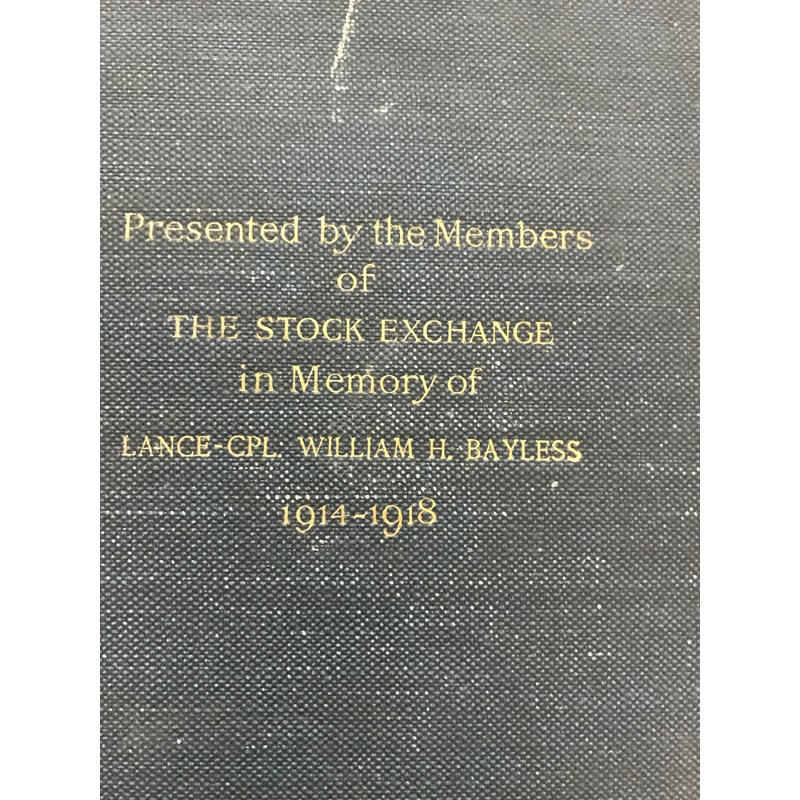 Presented by the Members
of
THE STOCK EXCHANGE
in Memory of
LANCE-CPL. WILLIAM H. BAYLESS
1914-1918